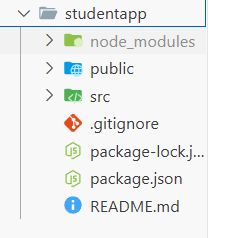 studentapp
node_modules
public
src
.gitignore
package-lock.j...
package.json
README.md